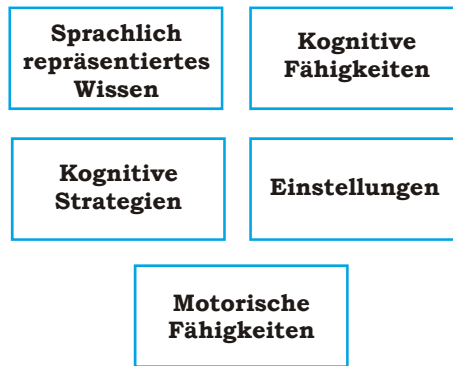 Sprachlich
repräsentiertes
Wissen
Kognitive
Fähigkeiten
Kognitive
Strategien
Einstellungen
Motorische
Fähigkeiten